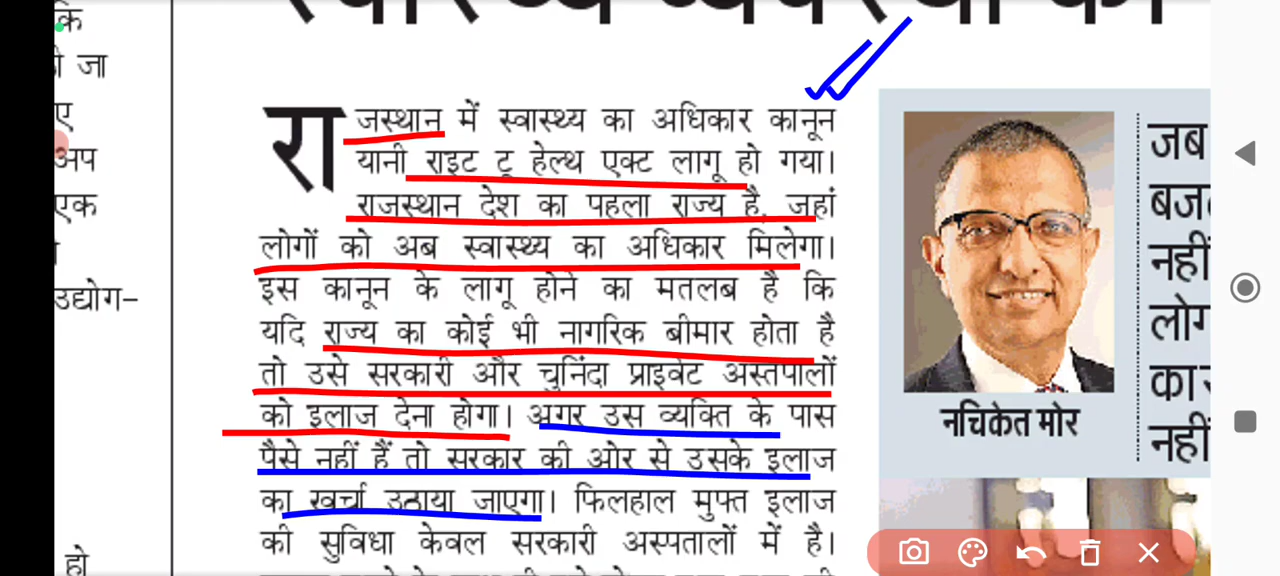 स्वास्थ्य व्यवस्था का
कि
जा
ए
अप
एक
उद्योग-
हो
राजस्थान में स्वास्थ्य का अधिकार कानून
यानी राइट टू हेल्थ एक्ट लागू हो गया।
राजस्थान देश का पहला राज्य है, जहां
लोगों को अब स्वास्थ्य का अधिकार मिलेगा।
इस कानून के लागू होने का मतलब है कि
यदि राज्य का कोई भी नागरिक बीमार होता है
तो उसे सरकारी और चुनिंदा प्राइवेट अस्तपालों
को इलाज देना होगा। अगर उस व्यक्ति के पास
पैसे नहीं हैं तो सरकार की ओर से उसके इलाज
का खर्चा उठाया जाएगा। फिलहाल मुफ्त इलाज
की सुविधा केवल सरकारी अस्पतालों में है।
नचिकेत मोर
जब
नहीं
लोग
नहीं